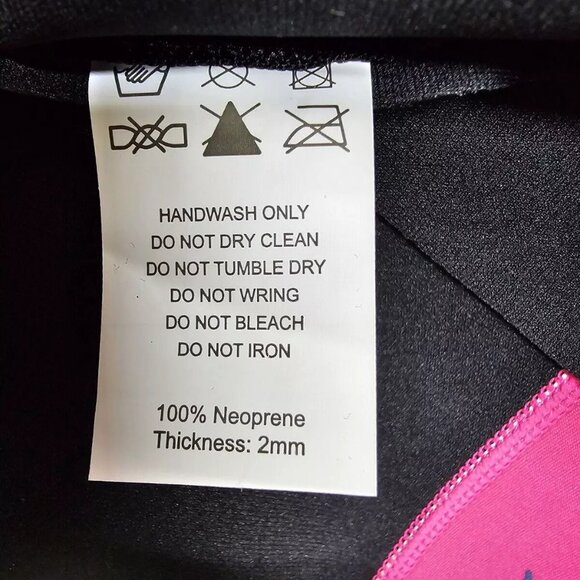 HANDWASH ONLY
DO NOT DRY CLEAN
DO NOT TUMBLE DRY
DO NOT WRING
DO NOT BLEACH
DO NOT IRON
100% Neoprene
Thickness: 2mm